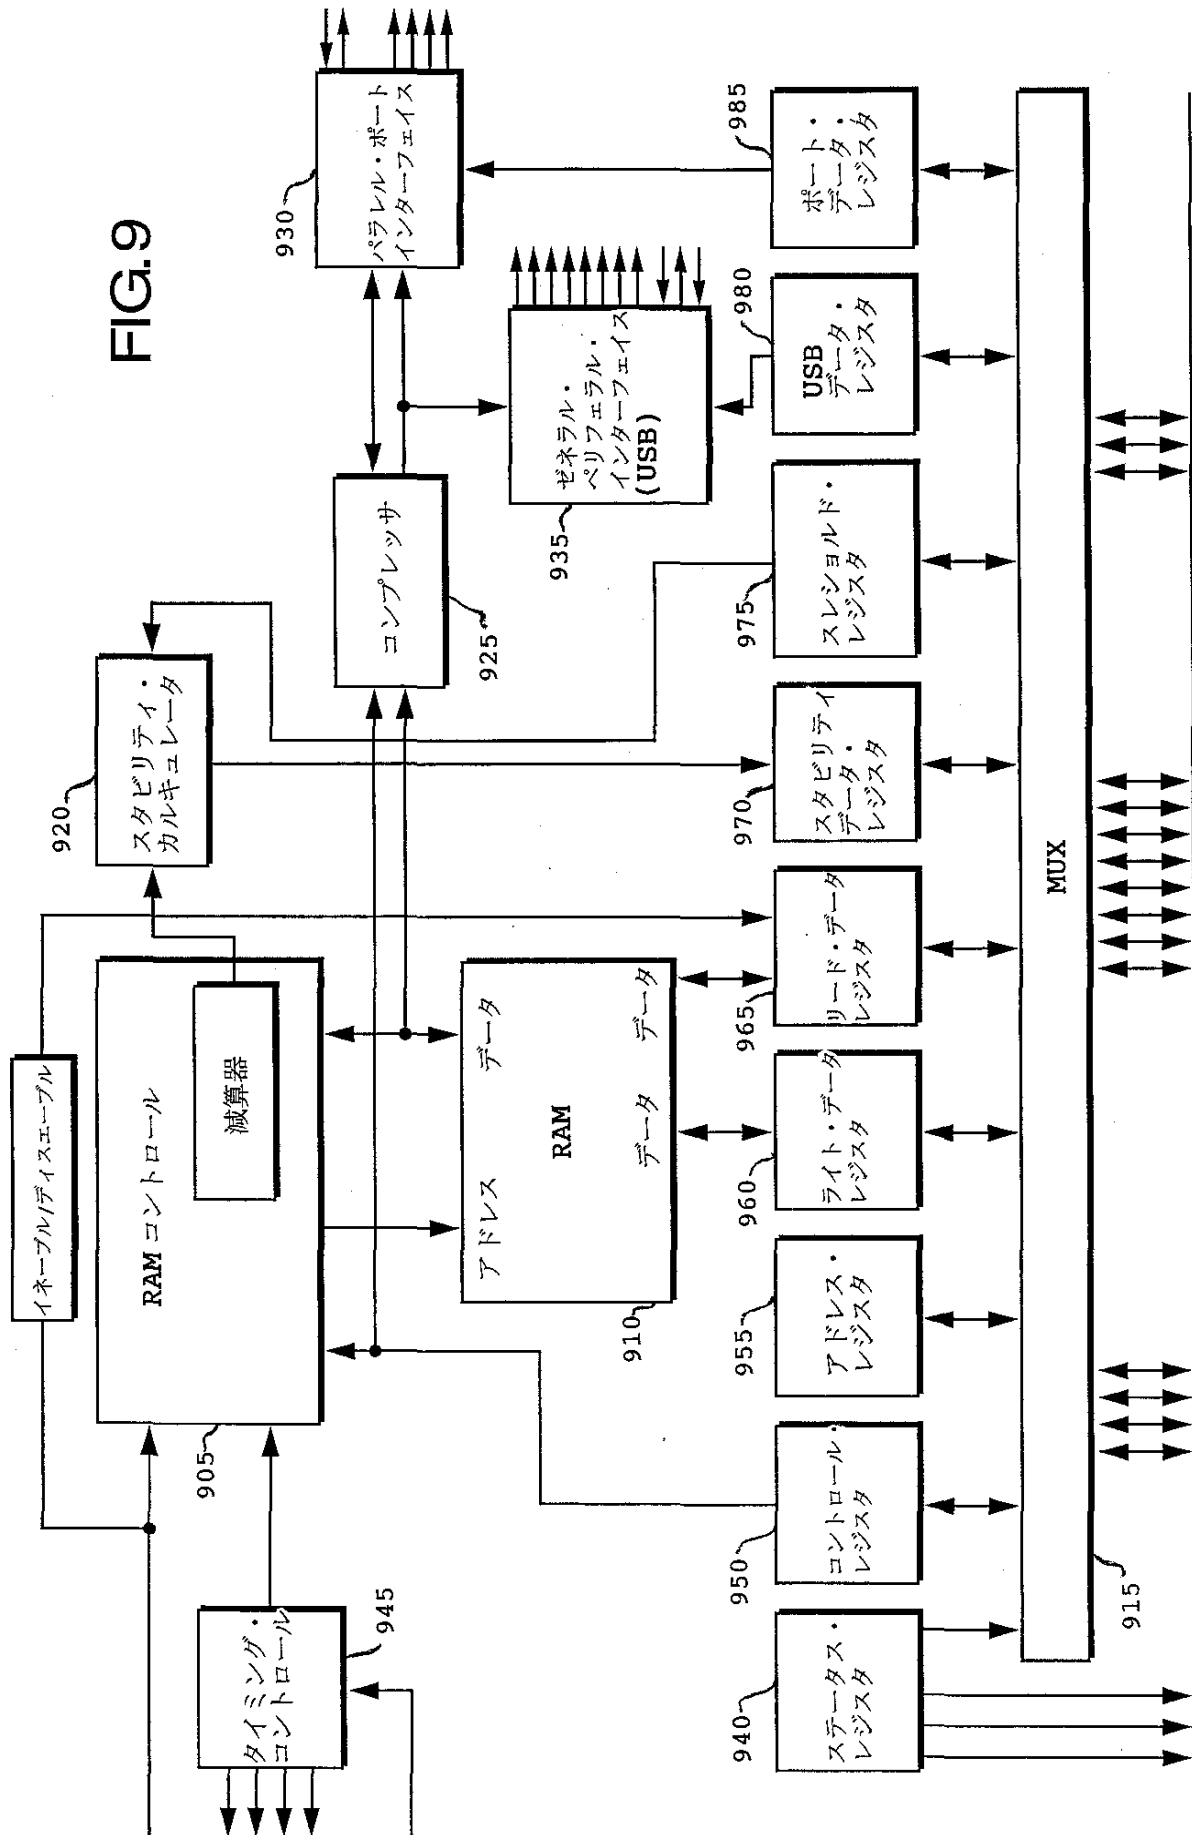 FIG.9
イネーブル/ディスエーブル
RAMコントロール
減算器
905
タイミング・
コントロール
945
スタビリティ・
カルキュレータ
920
コンプレッサ
925
パラレル・ポート
インターフェイス
930
ゼネラル・
ペリフェラル・
インターフェイス
(USB)
935
アドレス
データ
RAM
データ
データ
910
ステータス・
レジスタ
940
コントロール・
レジスタ
950
アドレス・
レジスタ
955
ライト・データ
レジスタ
960
リード・データ
レジスタ
965
スタビリティ
データ・
レジスタ
970
スレショルド・
レジスタ
975
USB
データ・
レジスタ
980
ポート・
データ・
レジスタ
985
MUX
915